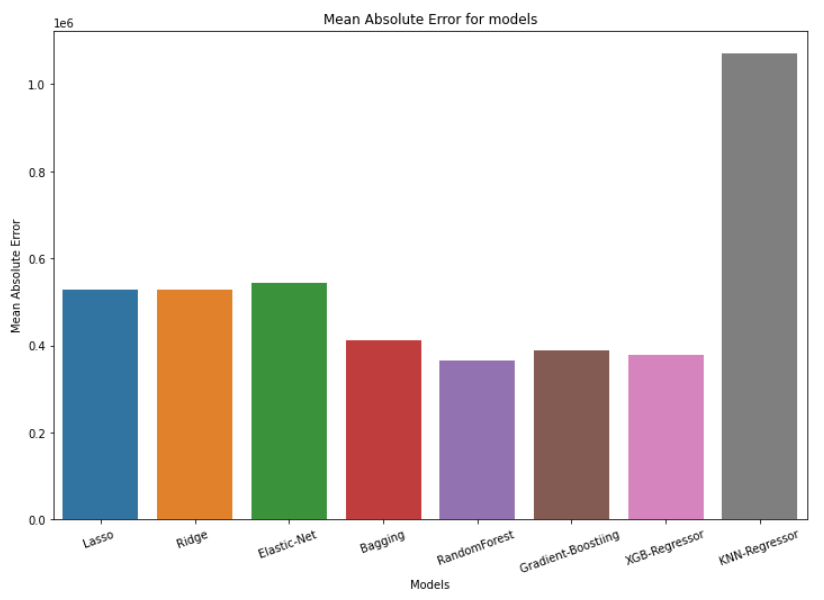 Mean Absolute Error for models
1e6
1.0
0.8
0.6
0.4
0.2
0.0
Mean Absolute Error
Lasso
Ridge
Elastic-Net
Bagging
RandomForest
Gradient-Boostiing
XGB-Regressor
KNN-Regressor
Models